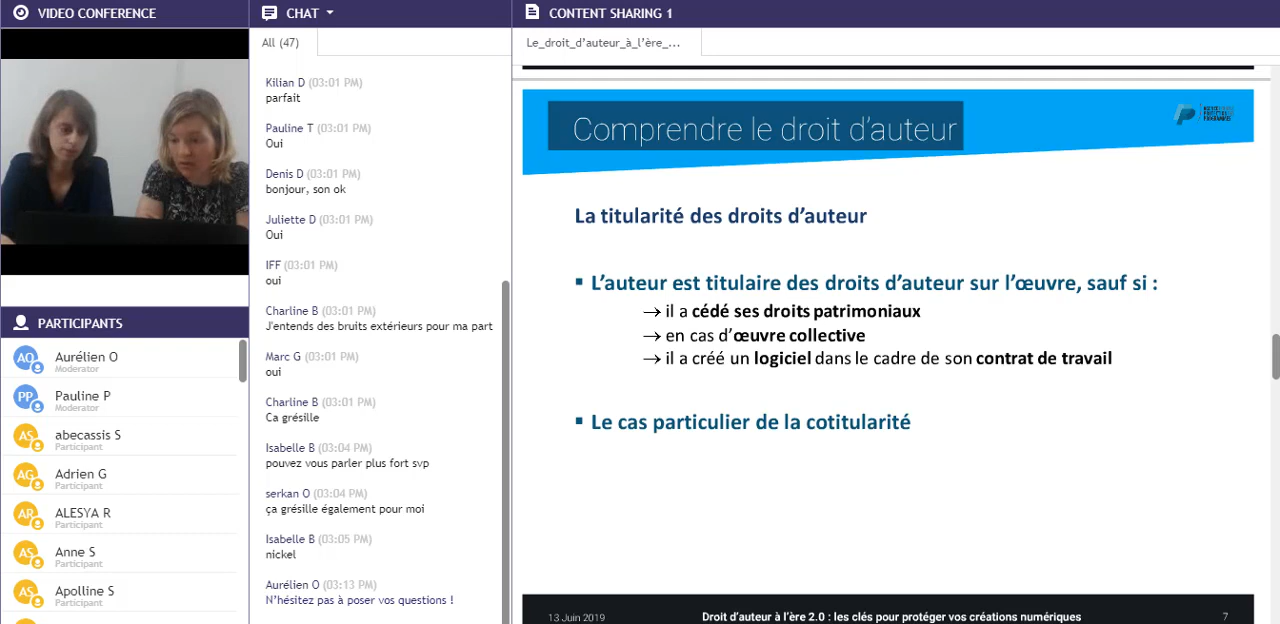 VIDEO CONFERENCE
PARTICIPANTS
AO
Aurélien O
Moderator
PP
Pauline P
Moderator
AS
abecassis S
Participant
AG
Adrien G
Participant
AR
ALESYA R
Participant
AS
Anne S
Participant
AS
Apolline S
Participant
CHAT
All (47)
Kilian D (03:01 PM)
parfait
Pauline T (03:01 PM)
Oui
Denis D (03:01 PM)
bonjour, son ok
Juliette D (03:01 PM)
Oui
IFF (03:01 PM)
oui
Charline B (03:01 PM)
J'entends des bruits extérieurs pour ma part
Marc G (03:01 PM)
oui
Charline B (03:01 PM)
Ca grésille
Isabelle B (03:04 PM)
pouvez vous parler plus fort svp
serkan O (03:04 PM)
ça grésille également pour moi
Isabelle B (03:05 PM)
nickel
Aurélien O (03:13 PM)
N'hésitez pas à poser vos questions !
CONTENT SHARING 1
Le_droit_d’auteur_à_l’ère_...
Comprendre le droit d’auteur
La titularité des droits d’auteur
▪ L’auteur est titulaire des droits d’auteur sur l’œuvre, sauf si :
→ il a cédé ses droits patrimoniaux
→ en cas d’œuvre collective
→ il a créé un logiciel dans le cadre de son contrat de travail
▪ Le cas particulier de la cotitularité
13 Juin 2019
Droit d’auteur à l’ère 2.0 : les clés pour protéger vos créations numériques
7